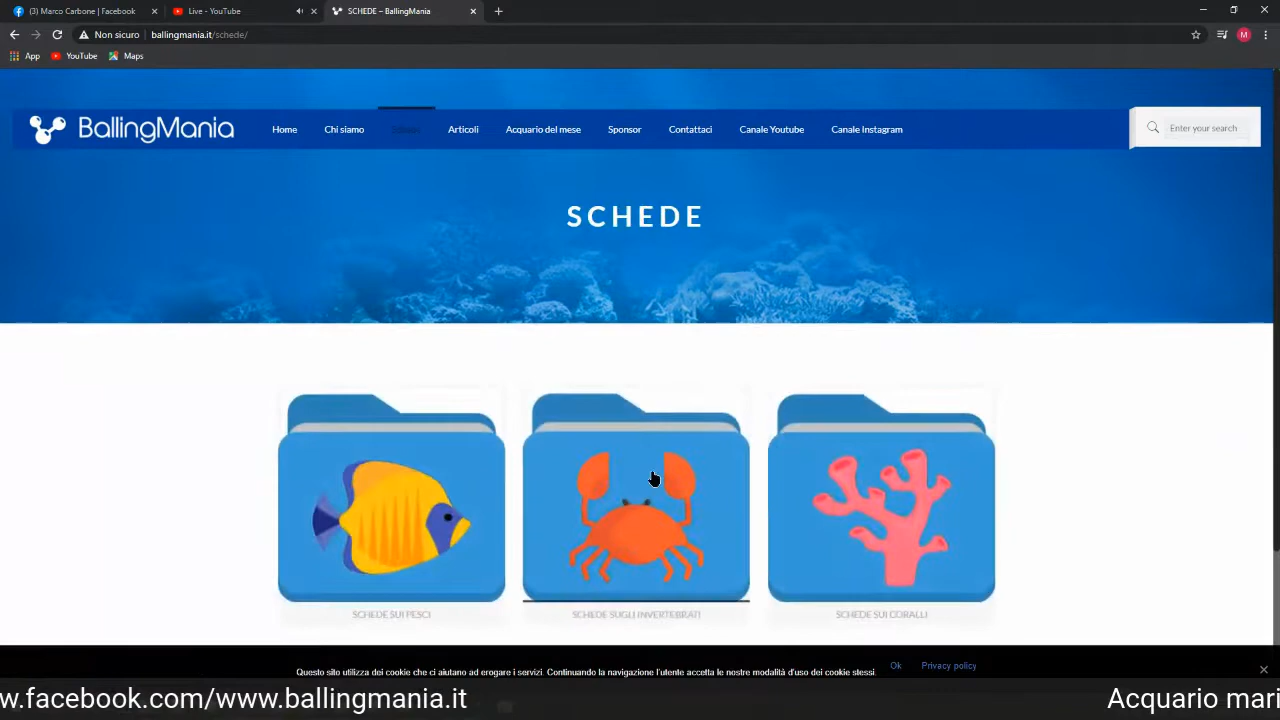 (3) Marco Carbone | Facebook
Live - YouTube
SCHEDE – BallingMania
Non sicuro
ballingmania.it/schede/
M
App
YouTube
Maps
BallingMania
Home
Chi siamo
Schede
Articoli
Acquario del mese
Sponsor
Contattaci
Canale Youtube
Canale Instagram
Enter your search
SCHEDE
SCHEDE SUI PESCI
SCHEDE SUGLI INVERTEBRATI
SCHEDE SUI CORALLI
Questo sito utilizza dei cookie che ci aiutano ad erogare i servizi. Continuando la navigazione l'utente accetta le nostre modalità d'uso dei cookie stessi.
Ok
Privacy policy
w.facebook.com/www.ballingmania.it
Acquario mari